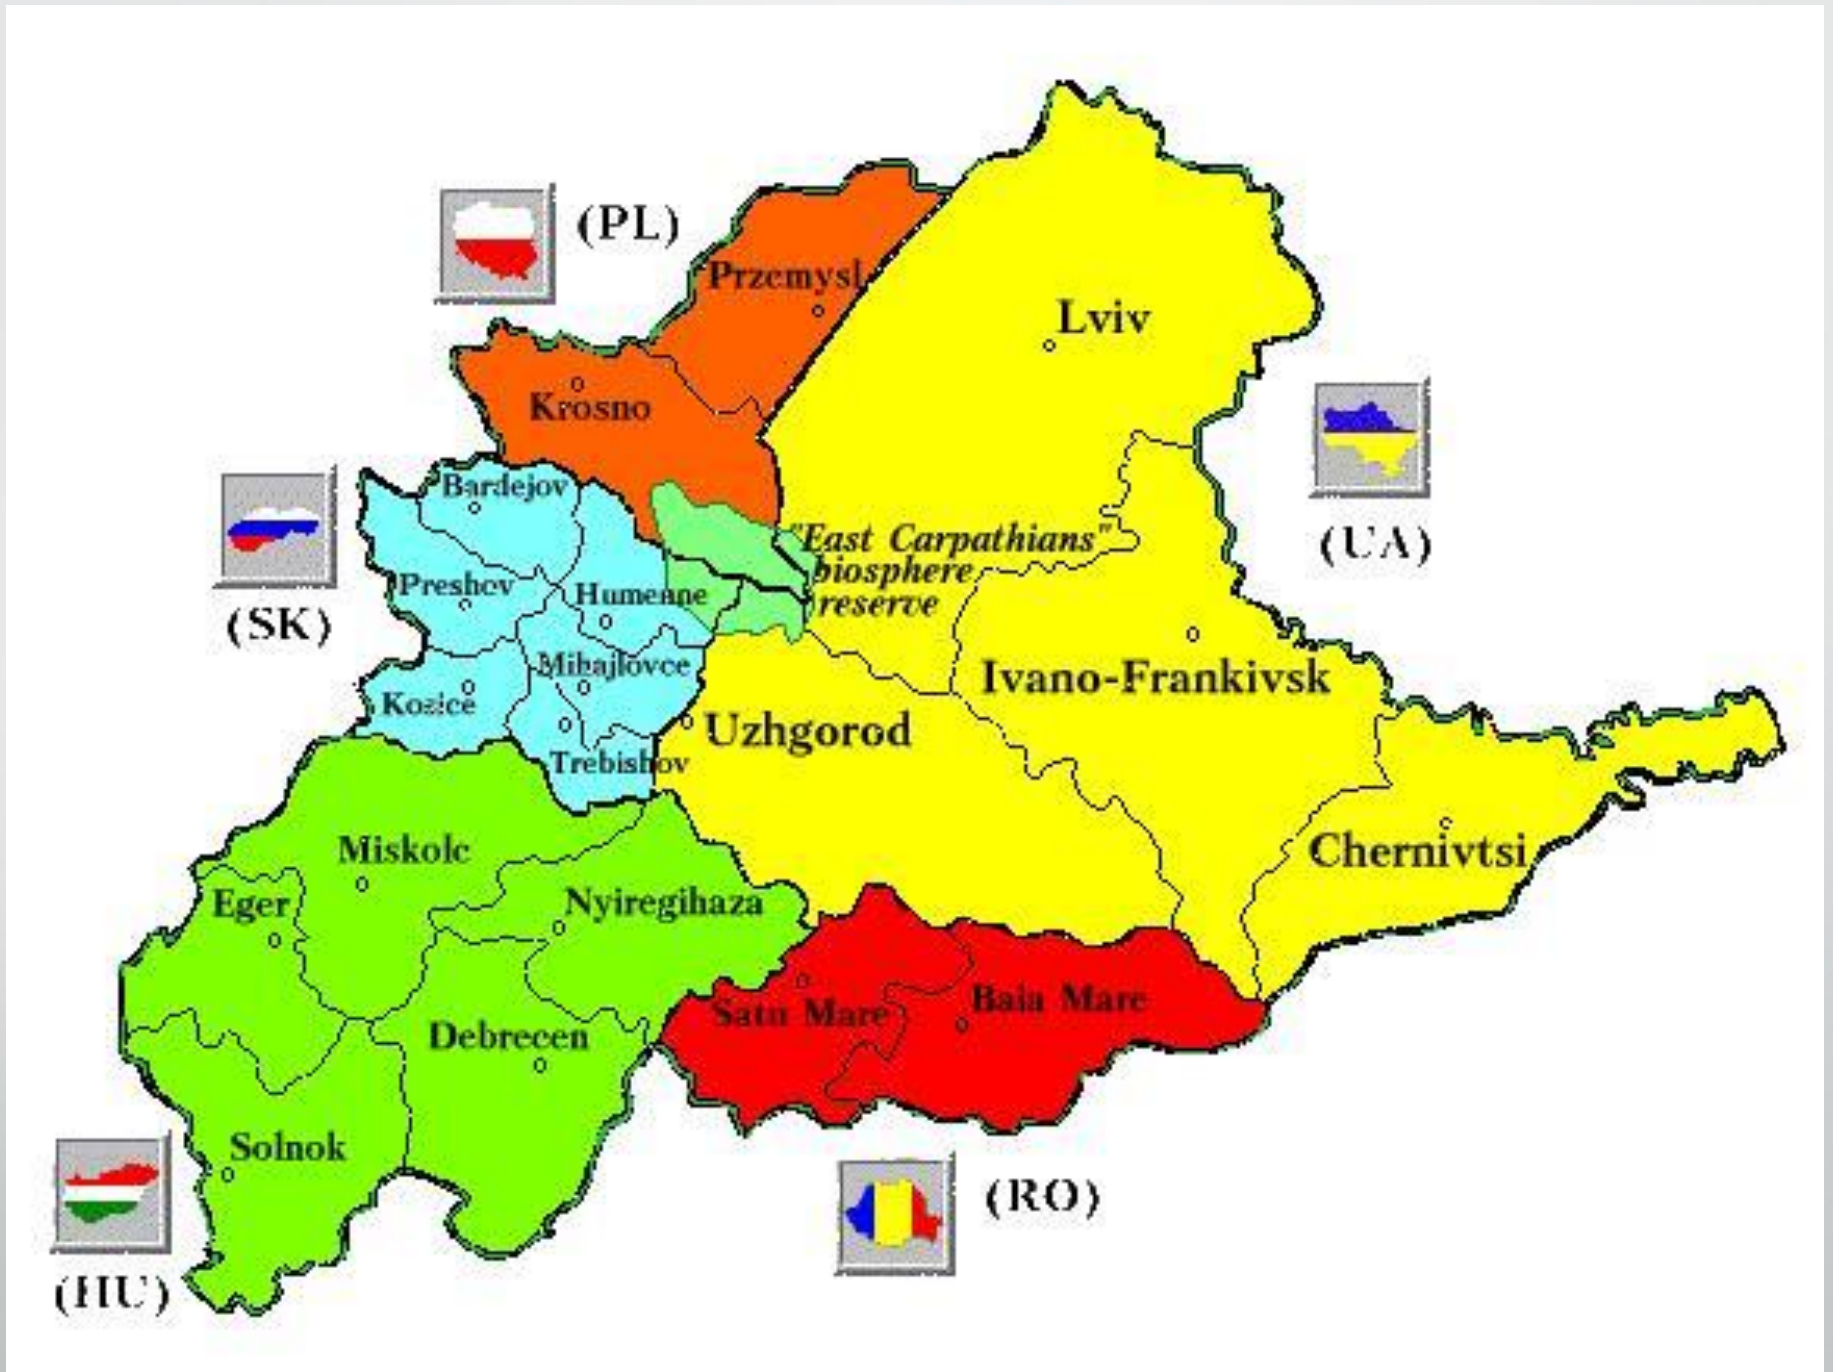 (PL)
Przemysl
Lviv
Krosno
(UA)
Bardejov
"East Carpathians"
biosphere
reserve
Preshov
Humenne
(SK)
Mihajlovce
Ivano-Frankivsk
Kozice
Uzhgorod
Trebishov
Miskolc
Chernivtsi
Eger
Nyiregihaza
Satu Mare
Baia Mare
Debrecen
Solnok
(RO)
(HU)